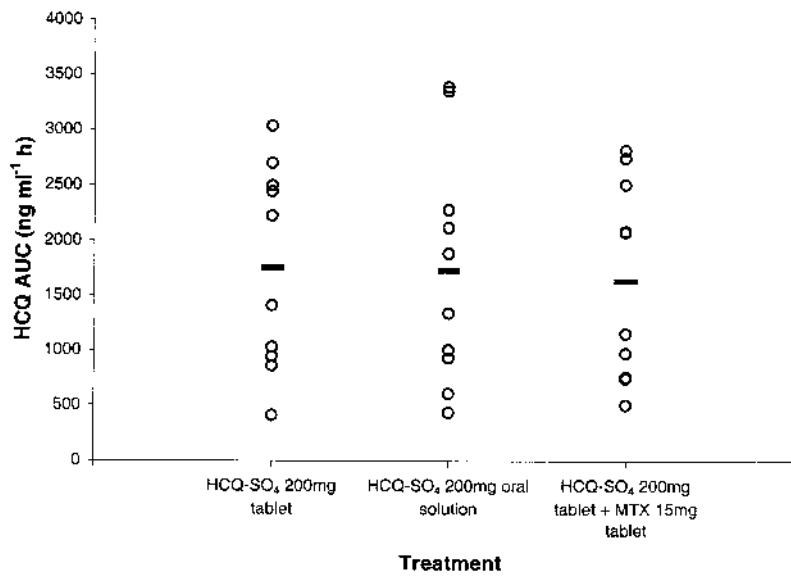 4000
3500
3000
2500
2000
1500
1000
500
0
HCQ AUC (ng ml⁻¹ h)
HCQ-SO₄ 200mg
tablet
HCQ-SO₄ 200mg oral
solution
HCQ-SO₄ 200mg
tablet + MTX 15mg
tablet
Treatment